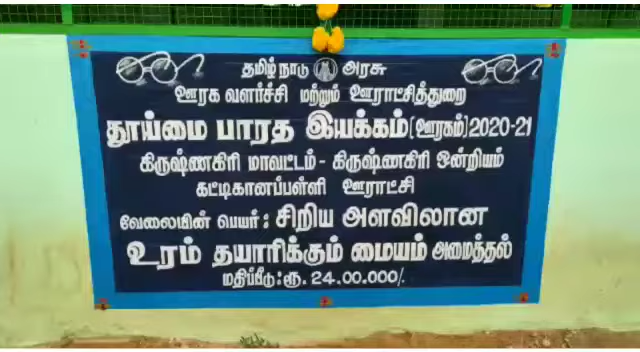 தமிழ்நாடு அரசு
ஊரக வளர்ச்சி மற்றும் ஊராட்சித்துறை
தூய்மை பாரத இயக்கம்(ஊரகம்)2020-21
கிருஷ்ணகிரி மாவட்டம் - கிருஷ்ணகிரி ஒன்றியம்
கட்டிகானப்பள்ளி ஊராட்சி
வேலையின் பெயர் : சிறிய அளவிலான
உரம் தயாரிக்கும் மையம் அமைத்தல்
மதிப்பீடு : ரூ. 24.00.000/.